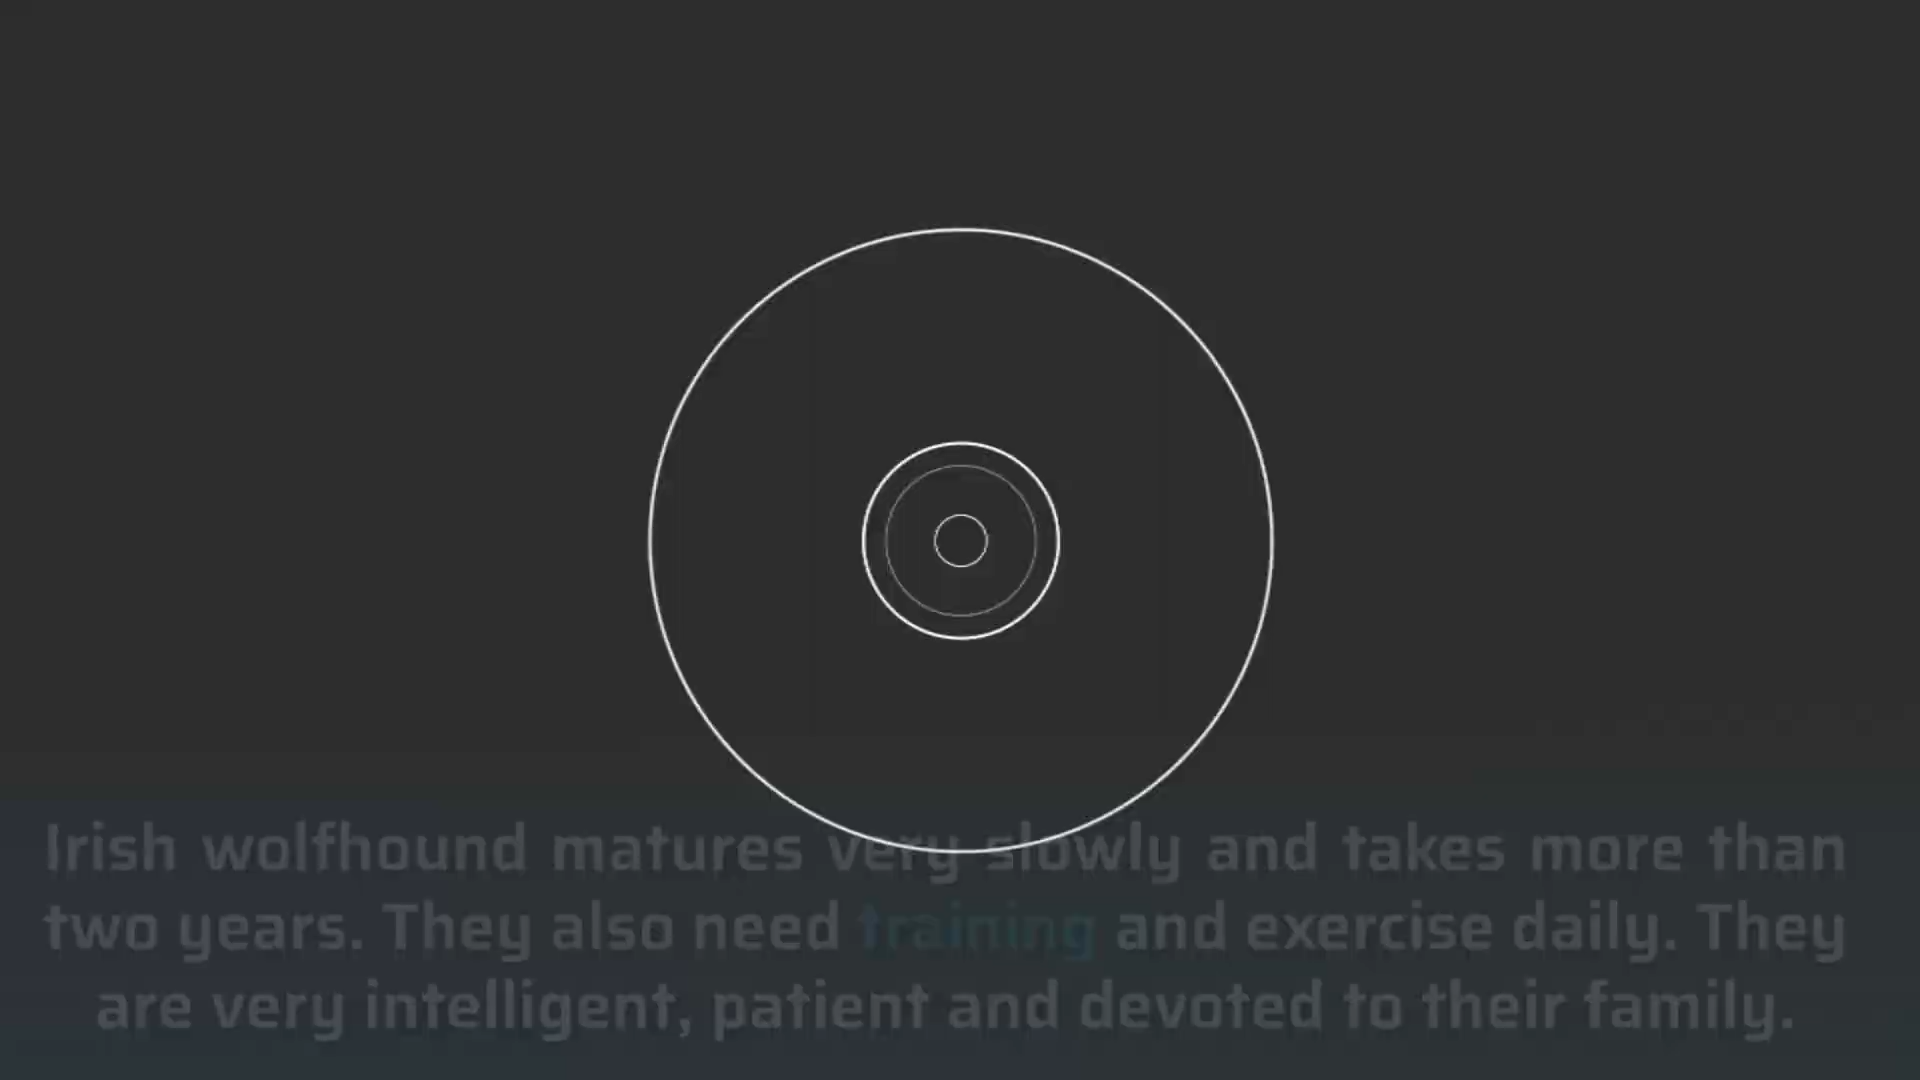 Irish wolfhound matures very slowly and takes more than
two years. They also need training and exercise daily. They
are very intelligent, patient and devoted to their family.